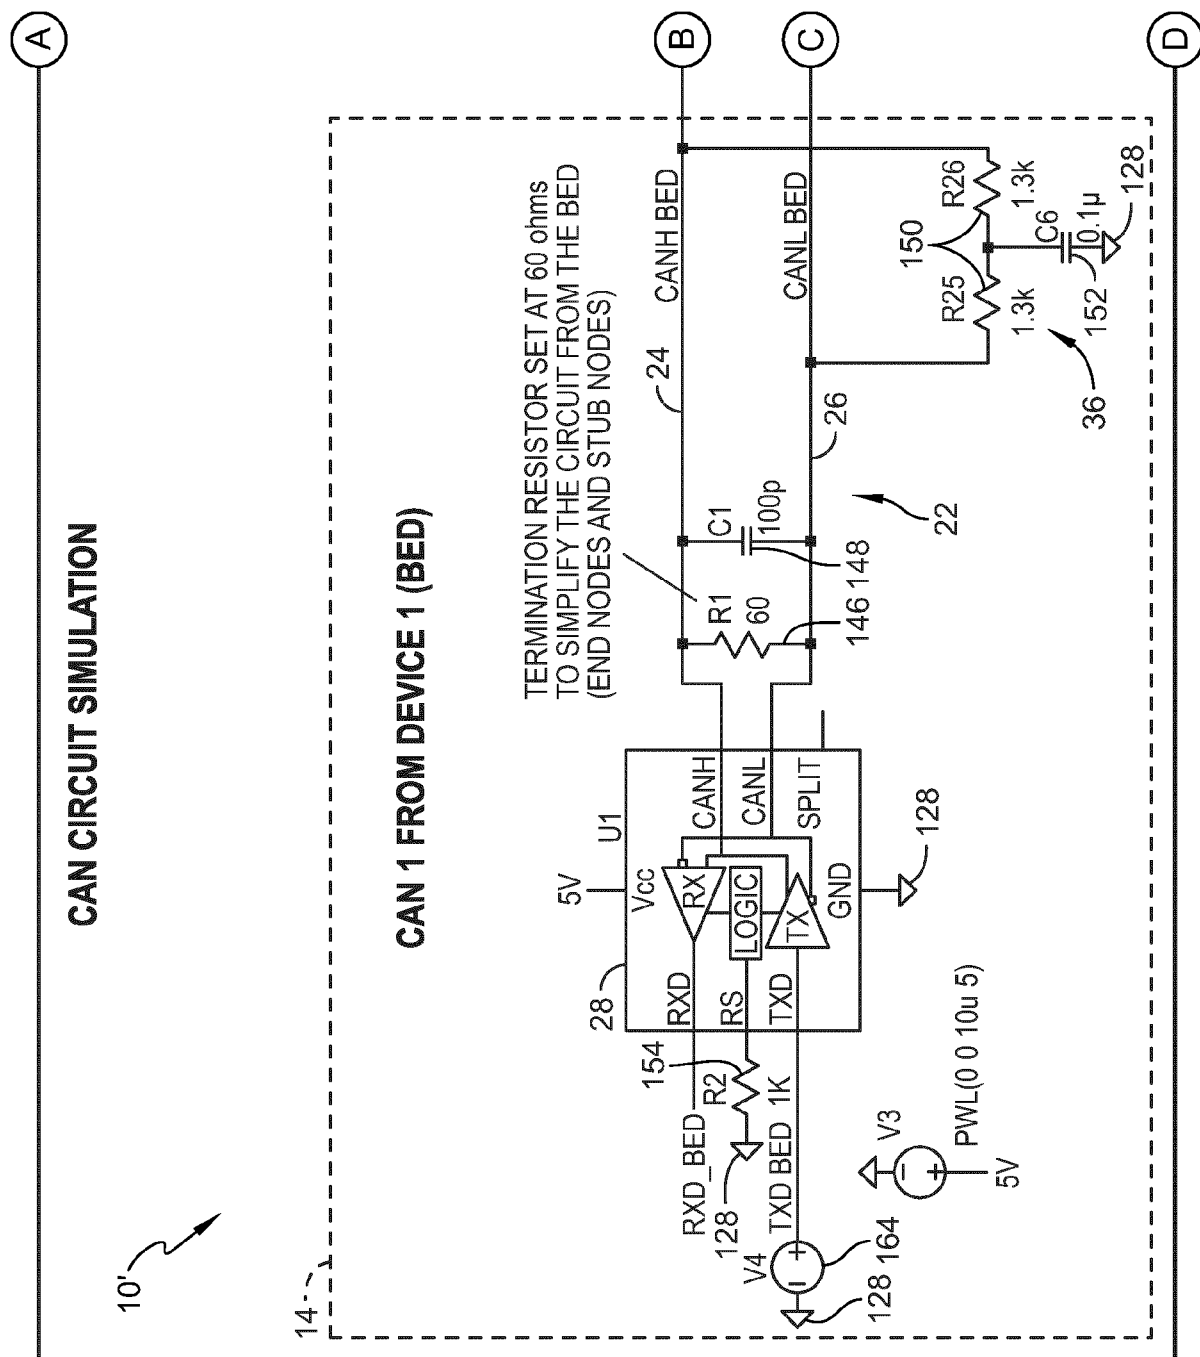 CAN CIRCUIT SIMULATION
10'
14
CAN 1 FROM DEVICE 1 (BED)
TERMINATION RESISTOR SET AT 60 ohms
TO SIMPLIFY THE CIRCUIT FROM THE BED
(END NODES AND STUB NODES)
A
B
C
D
5V
U1
28
Vcc
RXD
RX
CANH
RS
LOGIC
CANL
TXD
TX
SPLIT
GND
128
RXD_BED
154
R2
1K
128
TXD BED
V4
164
128
V3
PWL(0 0 10u 5)
5V
R1
60
146
C1
100p
148
24
CANH BED
26
CANL BED
22
150
R25
1.3k
R26
1.3k
C6
0.1µ
152
128
36